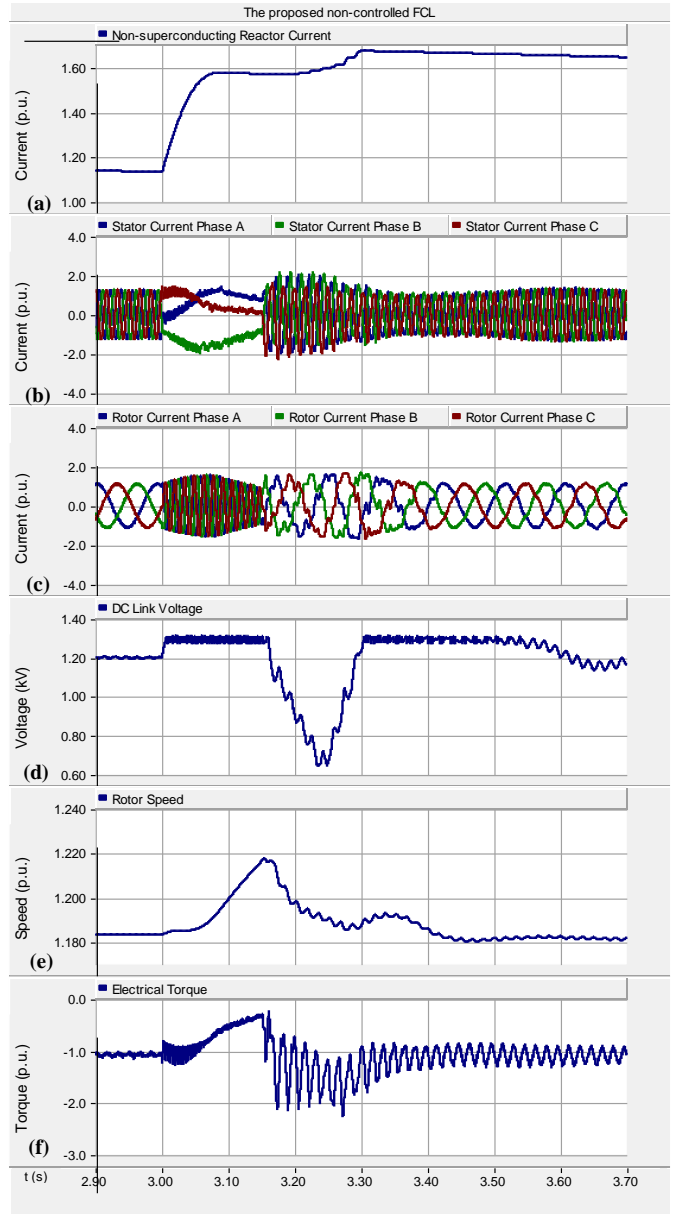 The proposed non-controlled FCL
Non-superconducting Reactor Current
1.60
1.40
1.20
1.00
Current (p.u.)
(a)
Stator Current Phase A Stator Current Phase B Stator Current Phase C
4.0
2.0
0.0
-2.0
-4.0
Current (p.u.)
(b)
Rotor Current Phase A Rotor Current Phase B Rotor Current Phase C
4.0
2.0
0.0
-2.0
-4.0
Current (p.u.)
(c)
DC Link Voltage
1.40
1.20
1.00
0.80
0.60
Voltage (kV)
(d)
Rotor Speed
1.240
1.220
1.200
1.180
Speed (p.u.)
(e)
Electrical Torque
0.0
-1.0
-2.0
-3.0
Torque (p.u.)
(f)
t (s) 2.90 3.00 3.10 3.20 3.30 3.40 3.50 3.60 3.70